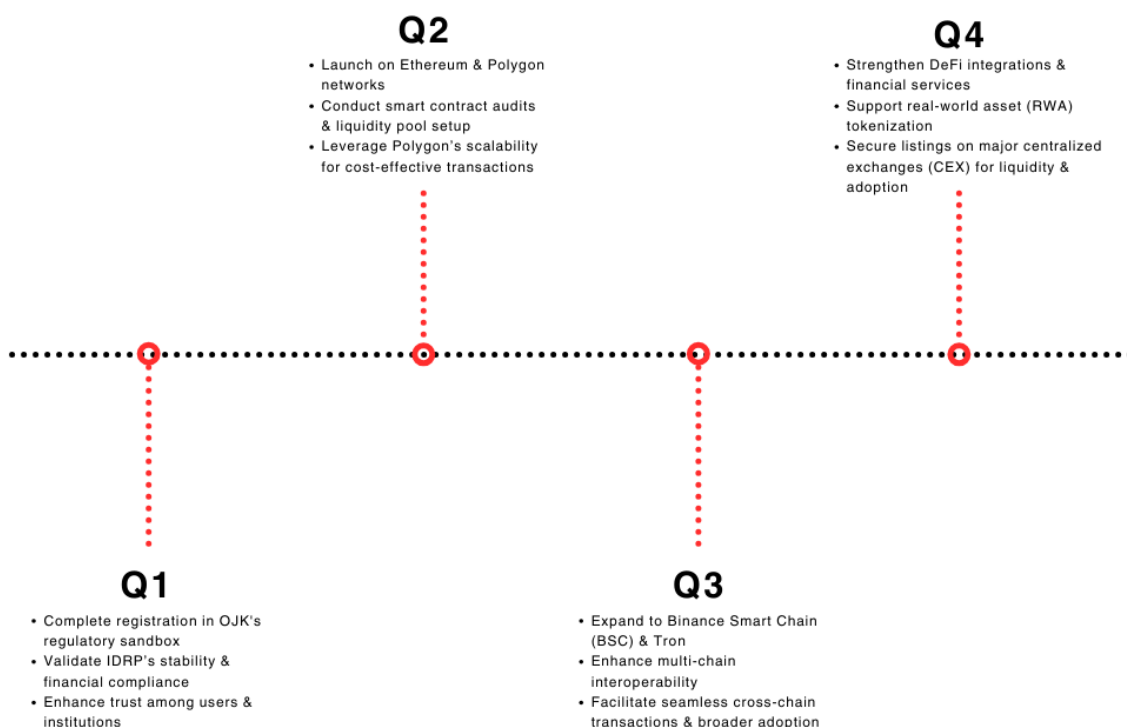 Q1
• Complete registration in OJK's
regulatory sandbox
• Validate IDRP's stability &
financial compliance
• Enhance trust among users &
institutions
Q2
• Launch on Ethereum & Polygon
networks
• Conduct smart contract audits
& liquidity pool setup
• Leverage Polygon’s scalability
for cost-effective transactions
Q3
• Expand to Binance Smart Chain
(BSC) & Tron
• Enhance multi-chain
interoperability
• Facilitate seamless cross-chain
transactions & broader adoption
Q4
• Strengthen DeFi integrations &
financial services
• Support real-world asset (RWA)
tokenization
• Secure listings on major centralized
exchanges (CEX) for liquidity &
adoption